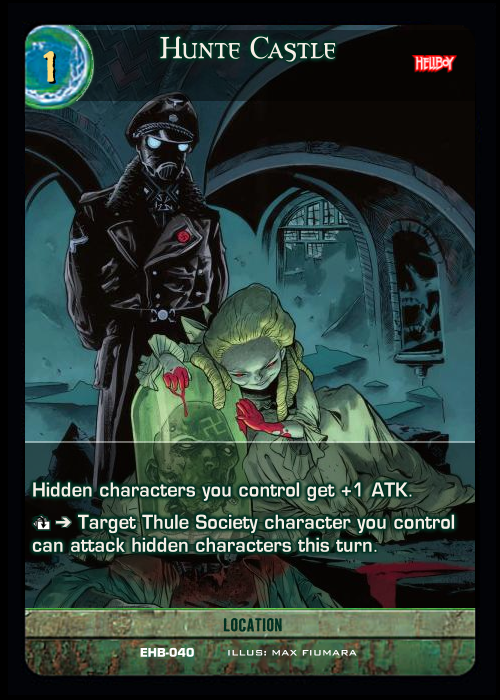 Hunte Castle
1
HELLBOY
Hidden characters you control get +1 ATK.
➔ Target Thule Society character you control
can attack hidden characters this turn.
LOCATION
EHB-040 ILLUS: MAX FIUMARA